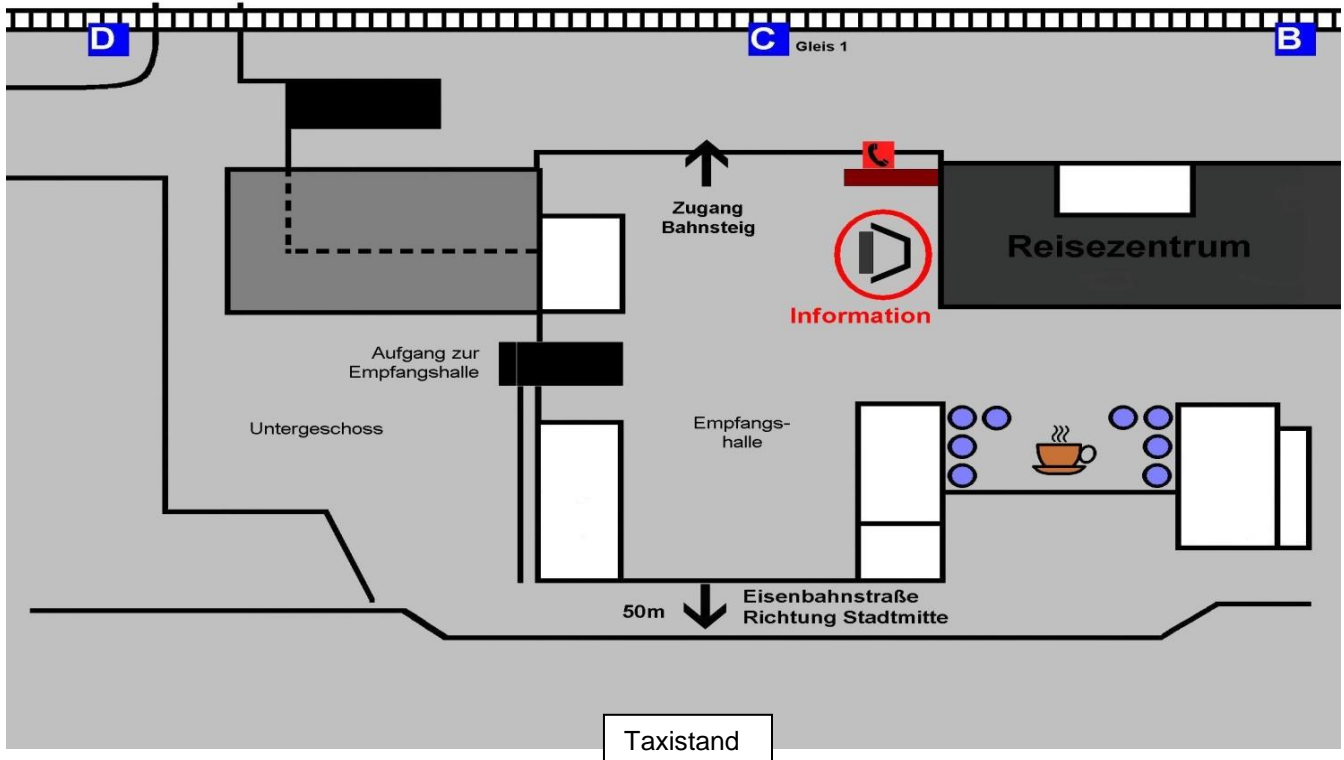 D
C
Gleis 1
B
Zugang
Bahnsteig
Reisezentrum
Information
Aufgang zur
Empfangshalle
Untergeschoss
Empfangs-
halle
50m
Eisenbahnstraße
Richtung Stadtmitte
Taxistand